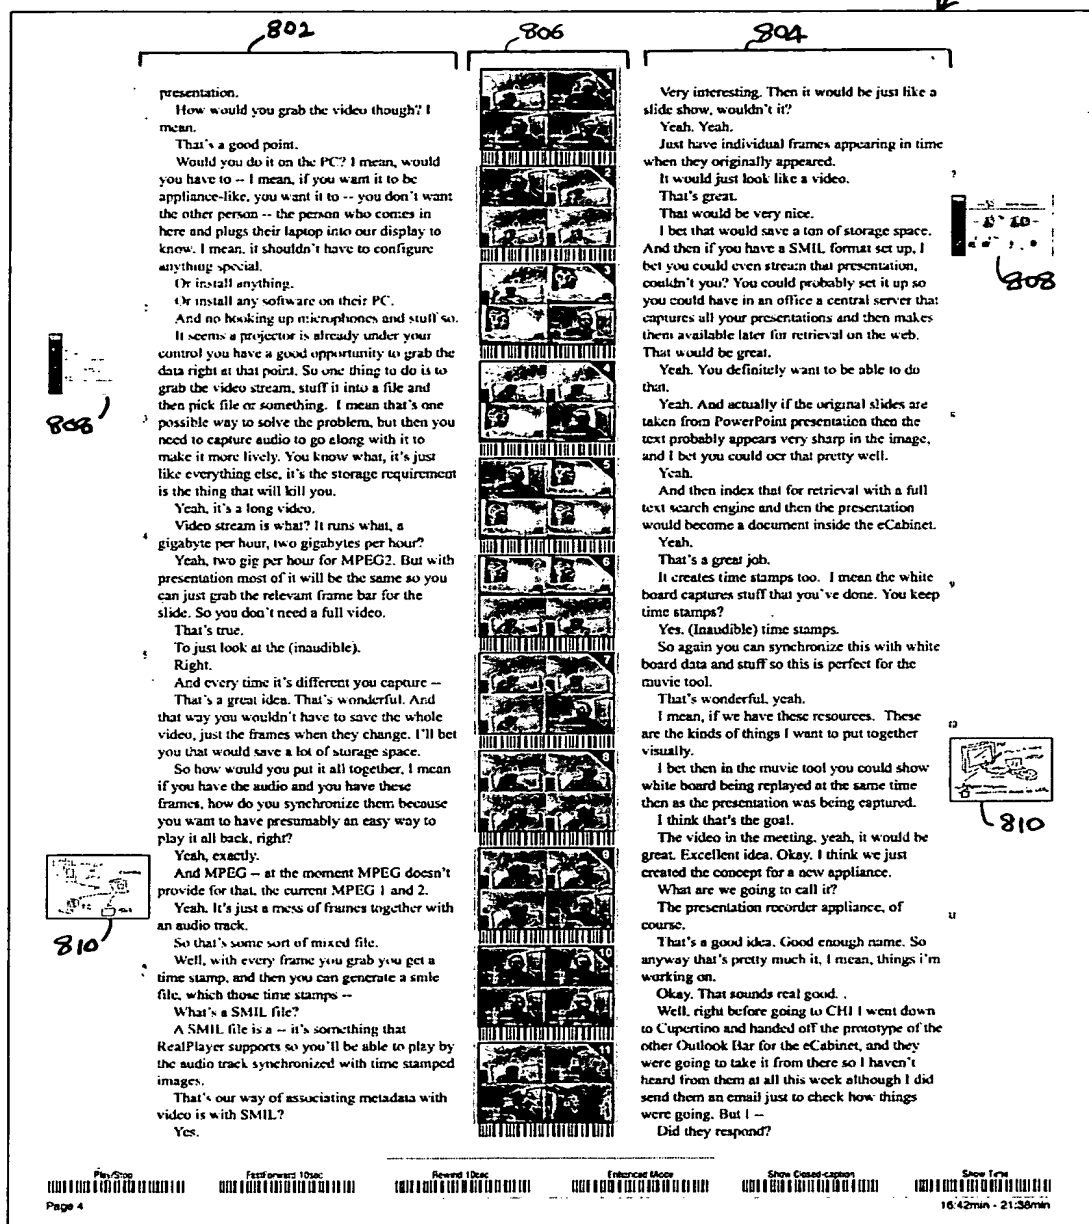 802
806
804
presentation.
How would you grab the video though? I
mean.
That's a good point.
Would you do it on the PC? I mean, would
you have to -- I mean, if you want it to be
appliance-like, you want it to -- you don't want
the other person -- the person who comes in
here and plugs their laptop into our display to
know. I mean, it shouldn't have to configure
anything special.
Or install anything.
Or install any software on their PC.
And no hooking up microphones and stuff so.
It seems a projector is already under your
control you have a good opportunity to grab the
data right at that point. So one thing to do is to
grab the video stream, stuff it into a file and
then pick file or something. I mean that's one
possible way to solve the problem, but then you
need to capture audio to go along with it to
make it more lively. You know what, it's just
like everything else, it's the storage requirement
is the thing that will kill you.
Yeah, it's a long video.
Video stream is what? It runs what, a
gigabyte per hour, two gigabytes per hour?
Yeah, two gig per hour for MPEG2. But with
presentation most of it will be the same so you
can just grab the relevant frame bar for the
slide. So you don't need a full video.
That's true.
To just look at the (inaudible).
Right.
And every time it's different you capture --
That's a great idea. That's wonderful. And
that way you wouldn't have to save the whole
video, just the frames when they change. I'll bet
you that would save a lot of storage space.
So how would you put it all together, I mean
if you have the audio and you have these
frames, how do you synchronize them because
you want to have presumably an easy way to
play it all back, right?
Yeah, exactly.
And MPEG -- at the moment MPEG doesn't
provide for that, the current MPEG 1 and 2.
Yeah. It's just a mess of frames together with
an audio track.
So that's some sort of mixed file.
Well, with every frame you grab you get a
time stamp, and then you can generate a smile
file, which those time stamps --
What's a SMIL file?
A SMIL file is a -- it's something that
RealPlayer supports so you'll be able to play by
the audio track synchronized with time stamped
images.
That's our way of associating metadata with
video is with SMIL?
Yes.
808
3
4
5
810
1
2
3
4
5
6
7
8
9
10
11
Very interesting. Then it would be just like a
slide show, wouldn't it?
Yeah. Yeah.
Just have individual frames appearing in time
when they originally appeared.
It would just look like a video.
That's great.
That would be very nice.
I bet that would save a ton of storage space.
And then if you have a SMIL format set up, I
bet you could even stream that presentation,
couldn't you? You could probably set it up so
you could have in an office a central server that
captures all your presentations and then makes
them available later for retrieval on the web.
That would be great.
Yeah. You definitely want to be able to do
that.
Yeah. And actually if the original slides are
taken from PowerPoint presentation then the
text probably appears very sharp in the image,
and I bet you could ocr that pretty well.
Yeah.
And then index that for retrieval with a full
text search engine and then the presentation
would become a document inside the eCabinet.
Yeah.
That's a great job.
It creates time stamps too. I mean the white
board captures stuff that you've done. You keep
time stamps?
Yes. (Inaudible) time stamps.
So again you can synchronize this with white
board data and stuff so this is perfect for the
muvie tool.
That's wonderful, yeah.
I mean, if we have these resources. These
are the kinds of things I want to put together
visually.
I bet then in the muvie tool you could show
white board being replayed at the same time
then as the presentation was being captured.
I think that's the goal.
The video in the meeting, yeah, it would be
great. Excellent idea. Okay. I think we just
created the concept for a new appliance.
What are we going to call it?
The presentation recorder appliance, of
course.
That's a good idea. Good enough name. So
anyway that's pretty much it, I mean, things i'm
working on.
Okay. That sounds real good. .
Well, right before going to CHI I went down
to Cupertino and handed off the prototype of the
other Outlook Bar for the eCabinet, and they
were going to take it from there so I haven't
heard from them at all this week although I did
send them an email just to check how things
were going. But I --
Did they respond?
808
810
Play/Stop
FastForward 10sec
Rewind 10sec
Enhanced Mode
Show Closed-caption
Show Time
Page 4
16:42min - 21:38min